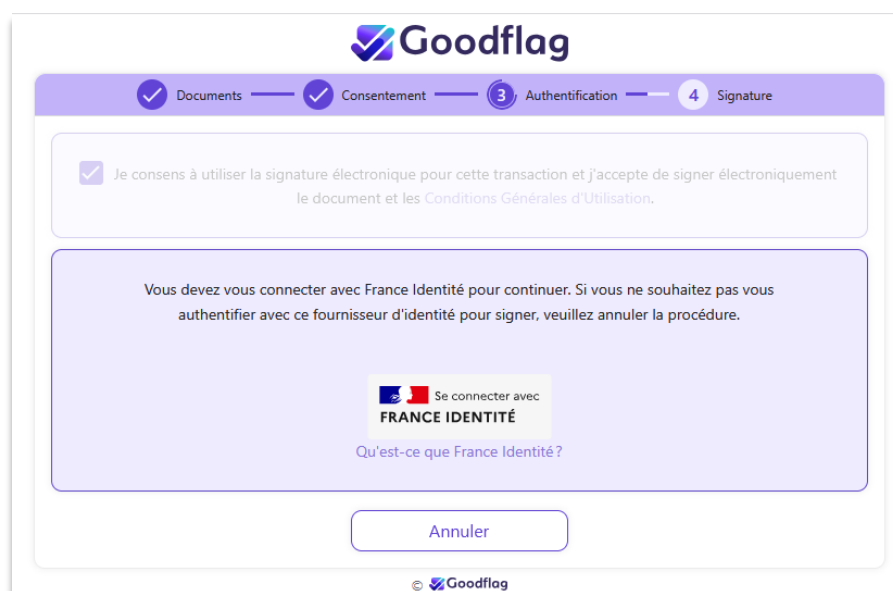 Goodflag
Documents Consentement 3 Authentification 4 Signature
Je consens à utiliser la signature électronique pour cette transaction et j'accepte de signer électroniquement
le document et les Conditions Générales d'Utilisation.
Vous devez vous connecter avec France Identité pour continuer. Si vous ne souhaitez pas vous
authentifier avec ce fournisseur d'identité pour signer, veuillez annuler la procédure.
Se connecter avec
FRANCE IDENTITÉ
Qu'est-ce que France Identité ?
Annuler
© Goodflag